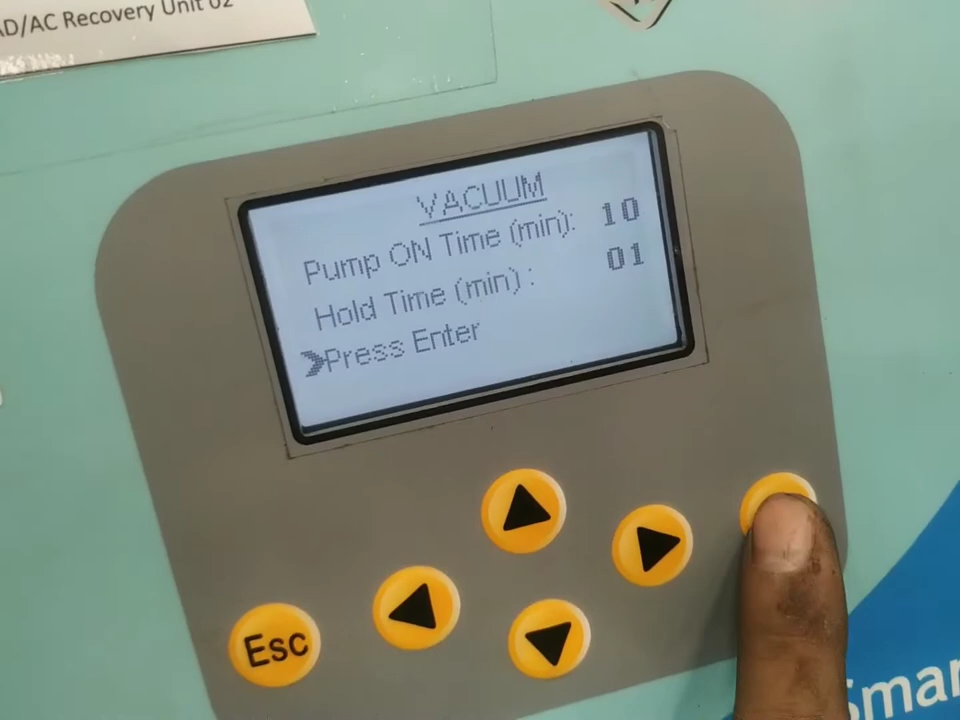 AD/AC Recovery Unit 02
VACUUM
Pump ON Time (min): 10
Hold Time (min) : 01
Press Enter
Esc
Smar